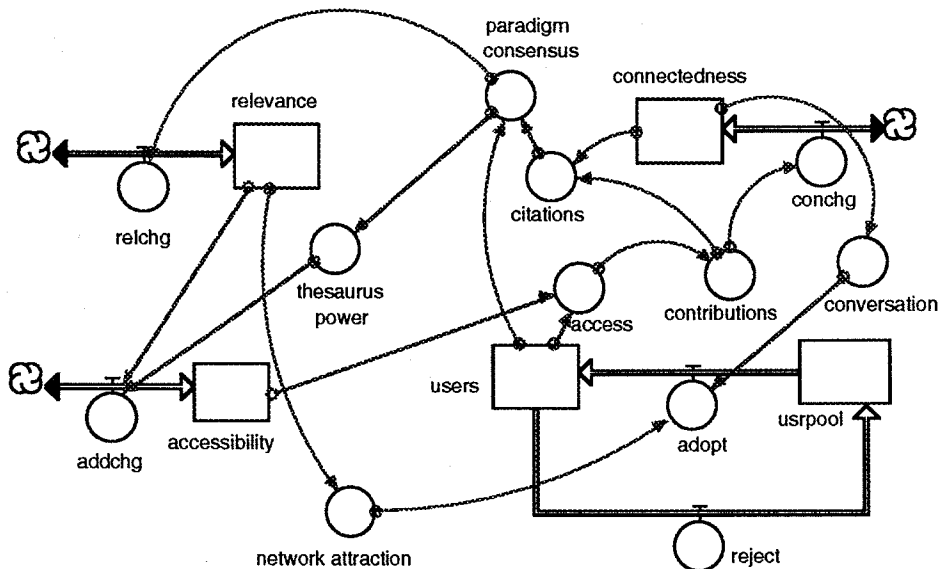 paradigm
consensus
connectedness
relevance
citations
conchg
relchg
thesaurus
power
access
contributions
conversation
users
usrpool
adopt
addchg
accessibility
network attraction
reject